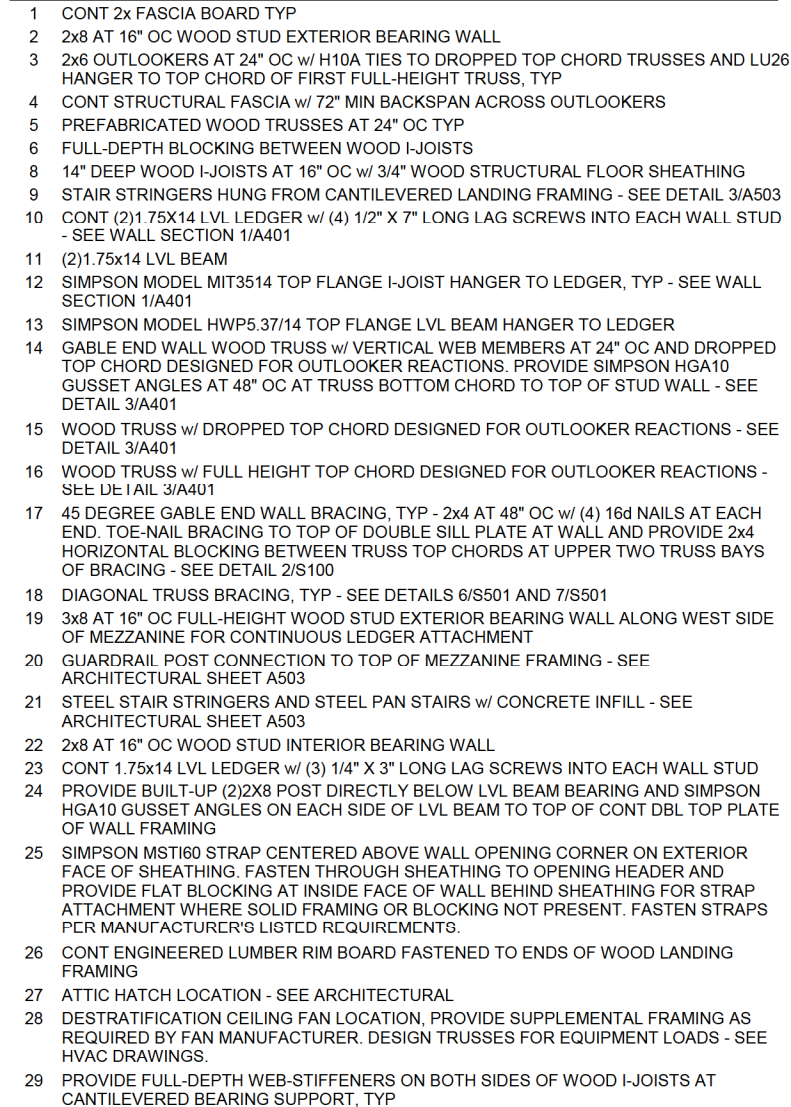 1 CONT 2x FASCIA BOARD TYP
2 2x8 AT 16" OC WOOD STUD EXTERIOR BEARING WALL
3 2x6 OUTLOOKERS AT 24" OC w/ H10A TIES TO DROPPED TOP CHORD TRUSSES AND LU26
HANGER TO TOP CHORD OF FIRST FULL-HEIGHT TRUSS, TYP
4 CONT STRUCTURAL FASCIA w/ 72" MIN BACKSPAN ACROSS OUTLOOKERS
5 PREFABRICATED WOOD TRUSSES AT 24" OC TYP
6 FULL-DEPTH BLOCKING BETWEEN WOOD I-JOISTS
8 14" DEEP WOOD I-JOISTS AT 16" OC w/ 3/4" WOOD STRUCTURAL FLOOR SHEATHING
9 STAIR STRINGERS HUNG FROM CANTILEVERED LANDING FRAMING - SEE DETAIL 3/A503
10 CONT (2)1.75X14 LVL LEDGER w/ (4) 1/2" X 7" LONG LAG SCREWS INTO EACH WALL STUD
- SEE WALL SECTION 1/A401
11 (2)1.75x14 LVL BEAM
12 SIMPSON MODEL MIT3514 TOP FLANGE I-JOIST HANGER TO LEDGER, TYP - SEE WALL
SECTION 1/A401
13 SIMPSON MODEL HWP5.37/14 TOP FLANGE LVL BEAM HANGER TO LEDGER
14 GABLE END WALL WOOD TRUSS w/ VERTICAL WEB MEMBERS AT 24" OC AND DROPPED
TOP CHORD DESIGNED FOR OUTLOOKER REACTIONS. PROVIDE SIMPSON HGA10
GUSSET ANGLES AT 48" OC AT TRUSS BOTTOM CHORD TO TOP OF STUD WALL - SEE
DETAIL 3/A401
15 WOOD TRUSS w/ DROPPED TOP CHORD DESIGNED FOR OUTLOOKER REACTIONS - SEE
DETAIL 3/A401
16 WOOD TRUSS w/ FULL HEIGHT TOP CHORD DESIGNED FOR OUTLOOKER REACTIONS -
SEE DETAIL 3/A401
17 45 DEGREE GABLE END WALL BRACING, TYP - 2x4 AT 48" OC w/ (4) 16d NAILS AT EACH
END. TOE-NAIL BRACING TO TOP OF DOUBLE SILL PLATE AT WALL AND PROVIDE 2x4
HORIZONTAL BLOCKING BETWEEN TRUSS TOP CHORDS AT UPPER TWO TRUSS BAYS
OF BRACING - SEE DETAIL 2/S100
18 DIAGONAL TRUSS BRACING, TYP - SEE DETAILS 6/S501 AND 7/S501
19 3x8 AT 16" OC FULL-HEIGHT WOOD STUD EXTERIOR BEARING WALL ALONG WEST SIDE
OF MEZZANINE FOR CONTINUOUS LEDGER ATTACHMENT
20 GUARDRAIL POST CONNECTION TO TOP OF MEZZANINE FRAMING - SEE
ARCHITECTURAL SHEET A503
21 STEEL STAIR STRINGERS AND STEEL PAN STAIRS w/ CONCRETE INFILL - SEE
ARCHITECTURAL SHEET A503
22 2x8 AT 16" OC WOOD STUD INTERIOR BEARING WALL
23 CONT 1.75x14 LVL LEDGER w/ (3) 1/4" X 3" LONG LAG SCREWS INTO EACH WALL STUD
24 PROVIDE BUILT-UP (2)2X8 POST DIRECTLY BELOW LVL BEAM BEARING AND SIMPSON
HGA10 GUSSET ANGLES ON EACH SIDE OF LVL BEAM TO TOP OF CONT DBL TOP PLATE
OF WALL FRAMING
25 SIMPSON MSTI60 STRAP CENTERED ABOVE WALL OPENING CORNER ON EXTERIOR
FACE OF SHEATHING. FASTEN THROUGH SHEATHING TO OPENING HEADER AND
PROVIDE FLAT BLOCKING AT INSIDE FACE OF WALL BEHIND SHEATHING FOR STRAP
ATTACHMENT WHERE SOLID FRAMING OR BLOCKING NOT PRESENT. FASTEN STRAPS
PER MANUFACTURER'S LISTED REQUIREMENTS.
26 CONT ENGINEERED LUMBER RIM BOARD FASTENED TO ENDS OF WOOD LANDING
FRAMING
27 ATTIC HATCH LOCATION - SEE ARCHITECTURAL
28 DESTRATIFICATION CEILING FAN LOCATION, PROVIDE SUPPLEMENTAL FRAMING AS
REQUIRED BY FAN MANUFACTURER. DESIGN TRUSSES FOR EQUIPMENT LOADS - SEE
HVAC DRAWINGS.
29 PROVIDE FULL-DEPTH WEB-STIFFENERS ON BOTH SIDES OF WOOD I-JOISTS AT
CANTILEVERED BEARING SUPPORT, TYP